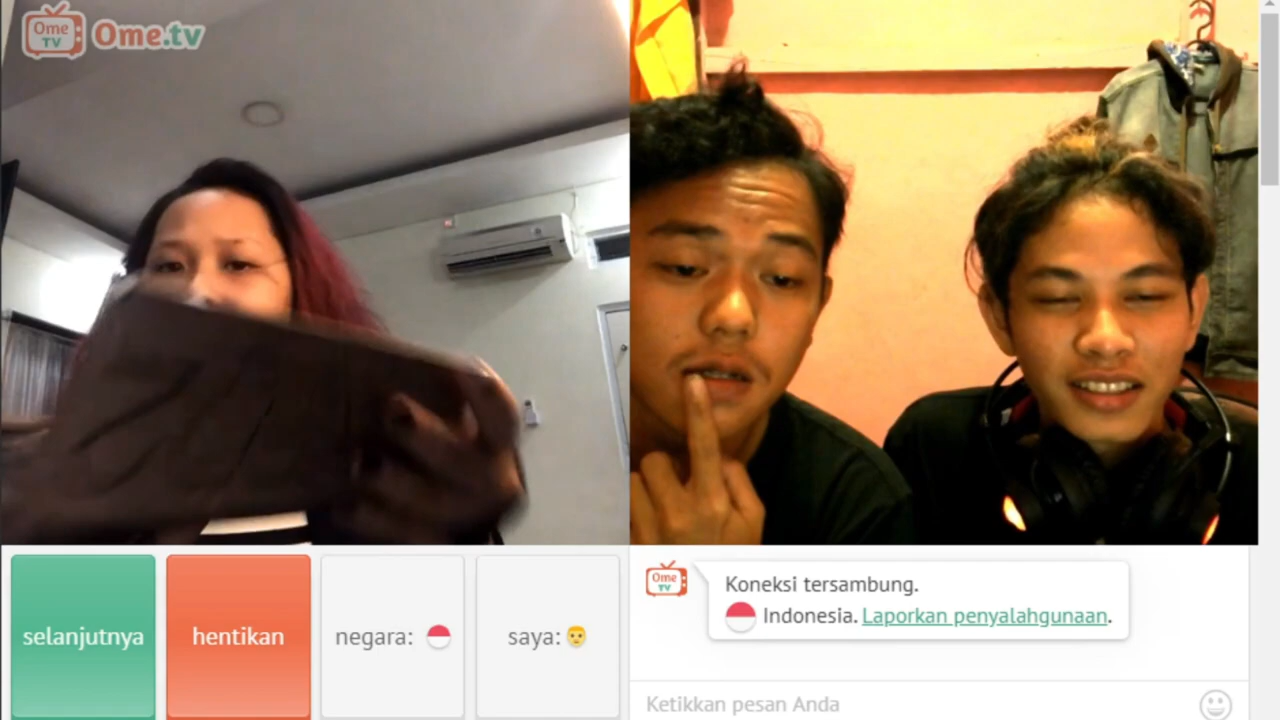 Ome
TV
Ome.tv
selanjutnya
hentikan
negara:
saya:
Ome
TV
Koneksi tersambung.
Indonesia. Laporkan penyalahgunaan.
Ketikkan pesan Anda